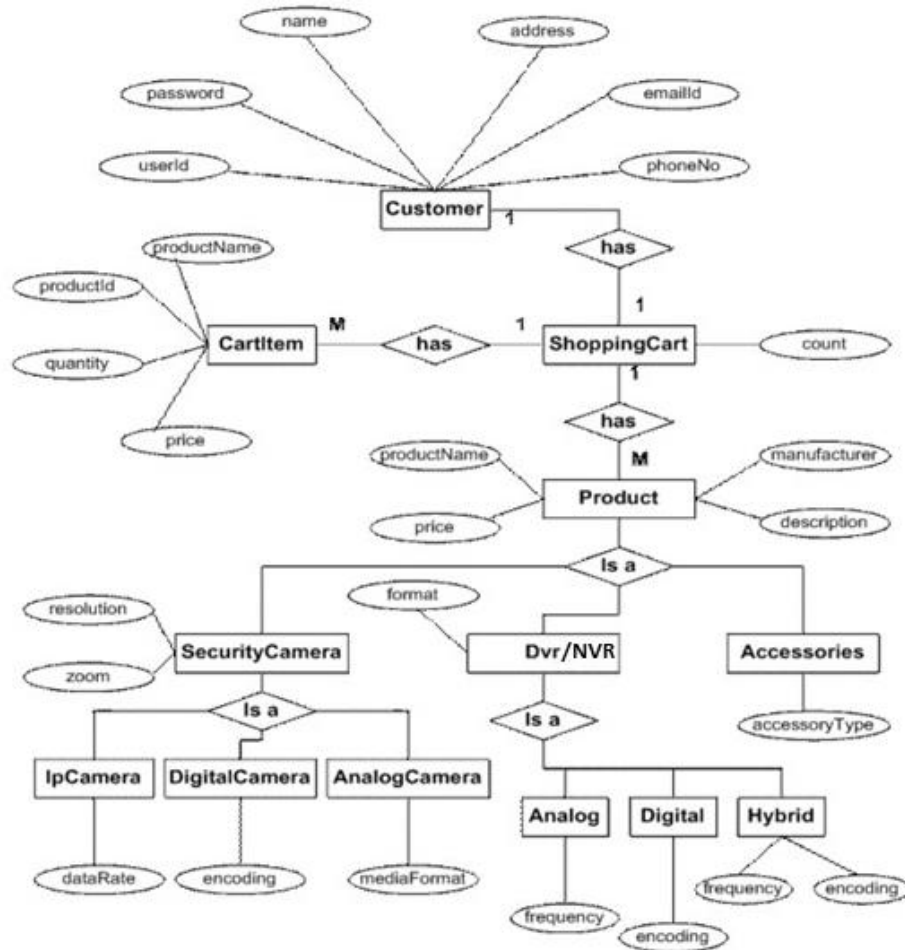 name
address
password
emailId
userId
phoneNo
Customer
1
has
productName
productId
1
M
1
CartItem
has
ShoppingCart
count
quantity
1
has
price
productName
M
manufacturer
Product
price
description
Is a
format
resolution
SecurityCamera
Dvr/NVR
Accessories
zoom
Is a
Is a
accessoryType
IpCamera
DigitalCamera
AnalogCamera
Analog
Digital
Hybrid
dataRate
encoding
mediaFormat
frequency
encoding
frequency
encoding